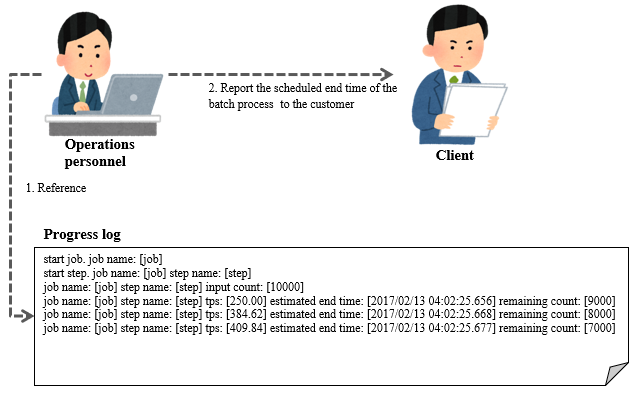 2. Report the scheduled end time of the
batch process to the customer
Operations
personnel
Client
1. Reference
Progress log
start job. job name: [job]
start step. job name: [job] step name: [step]
job name: [job] step name: [step] input count: [10000]
job name: [job] step name: [step] tps: [250.00] estimated end time: [2017/02/13 04:02:25.656] remaining count: [9000]
job name: [job] step name: [step] tps: [384.62] estimated end time: [2017/02/13 04:02:25.668] remaining count: [8000]
job name: [job] step name: [step] tps: [409.84] estimated end time: [2017/02/13 04:02:25.677] remaining count: [7000]